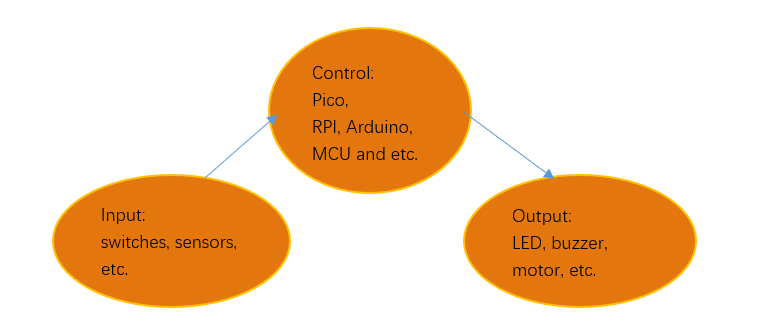 Control:
Pico,
RPI, Arduino,
MCU and etc.
Input:
switches, sensors,
etc.
Output:
LED, buzzer,
motor, etc.